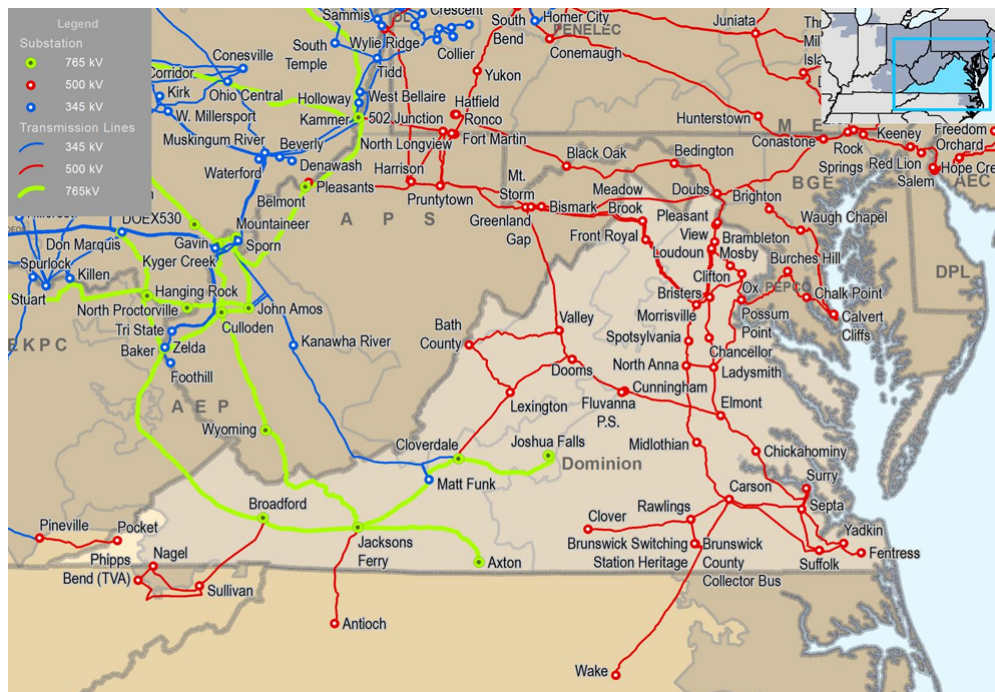 Legend
Substation
765 kV
500 kV
345 kV
Transmission Lines
345 kV
500 kV
765kV
Sammis
Crescent
South
Bend
Homer City
PENELEC
Juniata
Wylie Ridge
Collier
Conemaugh
South
Temple
Tidd
Yukon
Conesville
Corridor
Kirk
Ohio Central
Holloway
West Bellaire
Hatfield
Ronco
Hunterstown
W. Millersport
Kammer
502 Junction
Muskingum River
Beverly
North Longview
Fort Martin
M E
Conastone
Rock
Springs
Keeney
Freedom
Orchard
Red Lion
Salem
Hope Cre
AEC
Waterford
Denawash
Harrison
Black Oak
Bedington
BGE
Belmont
Pleasants
Pruntytown
Mt.
Storm
Meadow
Brook
Doubs
Brighton
A P S
Greenland
Gap
Bismark
Front Royal
Pleasant
View
Waugh Chapel
DOEX530
Mountaineer
Don Marquis
Gavin
Sporn
Loudoun
Brambleton
Mosby
Burches Hill
Spurlock
Killen
Kyger Creek
Clifton
Ox
PEPCO
DPL
Stuart
Hanging Rock
Bristers
Chalk Point
North Proctorville
John Amos
Morrisville
Possum
Point
Calvert
Cliffs
Tri State
Culloden
Bath
County
Valley
Spotsylvania
EKPC
Baker
Zelda
Kanawha River
Chancellor
Foothill
Dooms
North Anna
Ladysmith
A E P
Lexington
Fluvanna
P.S.
Cunningham
Elmont
Wyoming
Cloverdale
Joshua Falls
Midlothian
Dominion
Chickahominy
Matt Funk
Surry
Broadford
Carson
Septa
Pineville
Pocket
Jacksons
Ferry
Clover
Rawlings
Yadkin
Phipps
Nagel
Brunswick Switching
Station Heritage
Brunswick
County
Collector Bus
Suffolk
Fentress
Bend (TVA)
Sullivan
Axton
Antioch
Wake